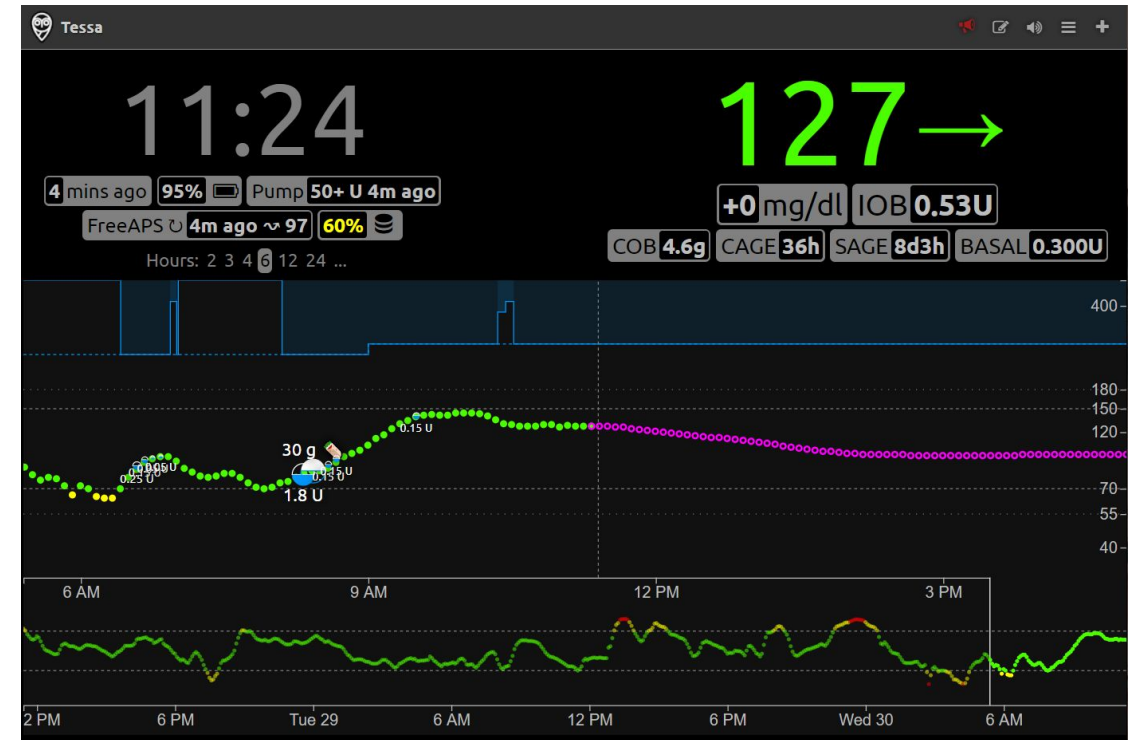 Tessa
11:24
127→
4 mins ago 95% Pump 50+ U 4m ago
+0 mg/dl IOB 0.53U
FreeAPS ↻ 4m ago ↝ 97 60%
COB 4.6g CAGE 36h SAGE 8d3h BASAL 0.300U
Hours: 2 3 4 6 12 24 ...
400
180
150
120
0.15 U
30 g
0.05U
0.25 U
0.15 U
1.8 U
70
55
40
6 AM 9 AM 12 PM 3 PM
2 PM 6 PM Tue 29 6 AM 12 PM 6 PM Wed 30 6 AM